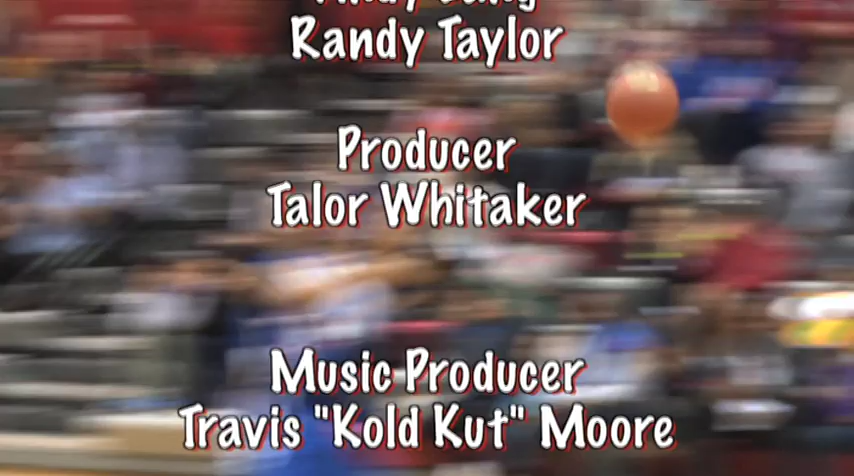 Randy Taylor
Producer
Talor Whitaker
Music Producer
Travis "Kold Kut" Moore